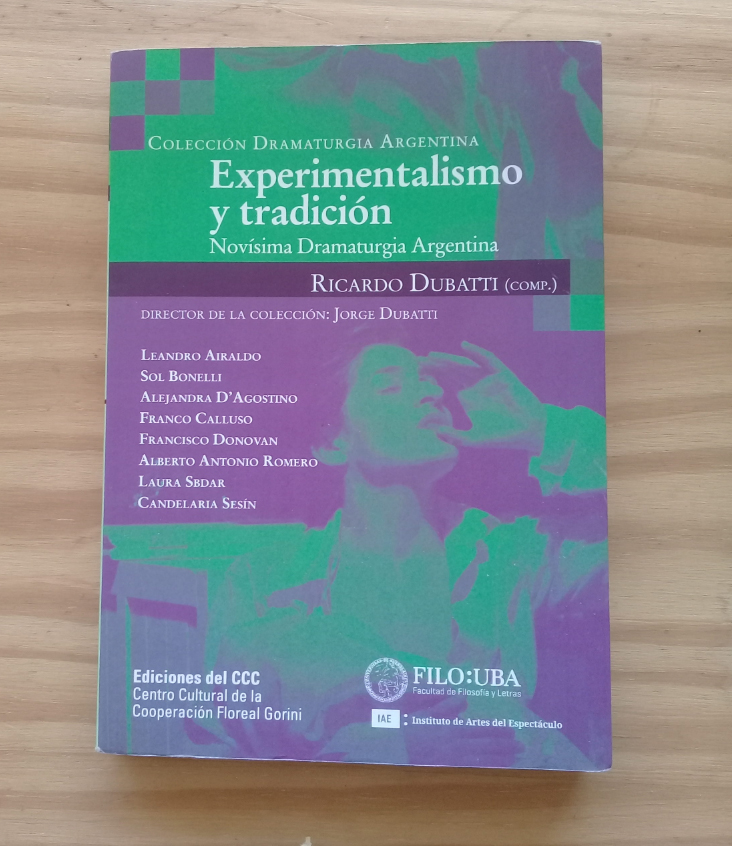 COLECCIÓN DRAMATURGIA ARGENTINA
Experimentalismo
y tradición
Novísima Dramaturgia Argentina
RICARDO DUBATTI (COMP.)
DIRECTOR DE LA COLECCIÓN: JORGE DUBATTI
LEANDRO AIRALDO
SOL BONELLI
ALEJANDRA D'AGOSTINO
FRANCO CALLUSO
FRANCISCO DONOVAN
ALBERTO ANTONIO ROMERO
LAURA SBDAR
CANDELARIA SESÍN
Ediciones del CCC
Centro Cultural de la
Cooperación Floreal Gorini
FILO:UBA
Facultad de Filosofía y Letras
IAE : Instituto de Artes del Espectáculo